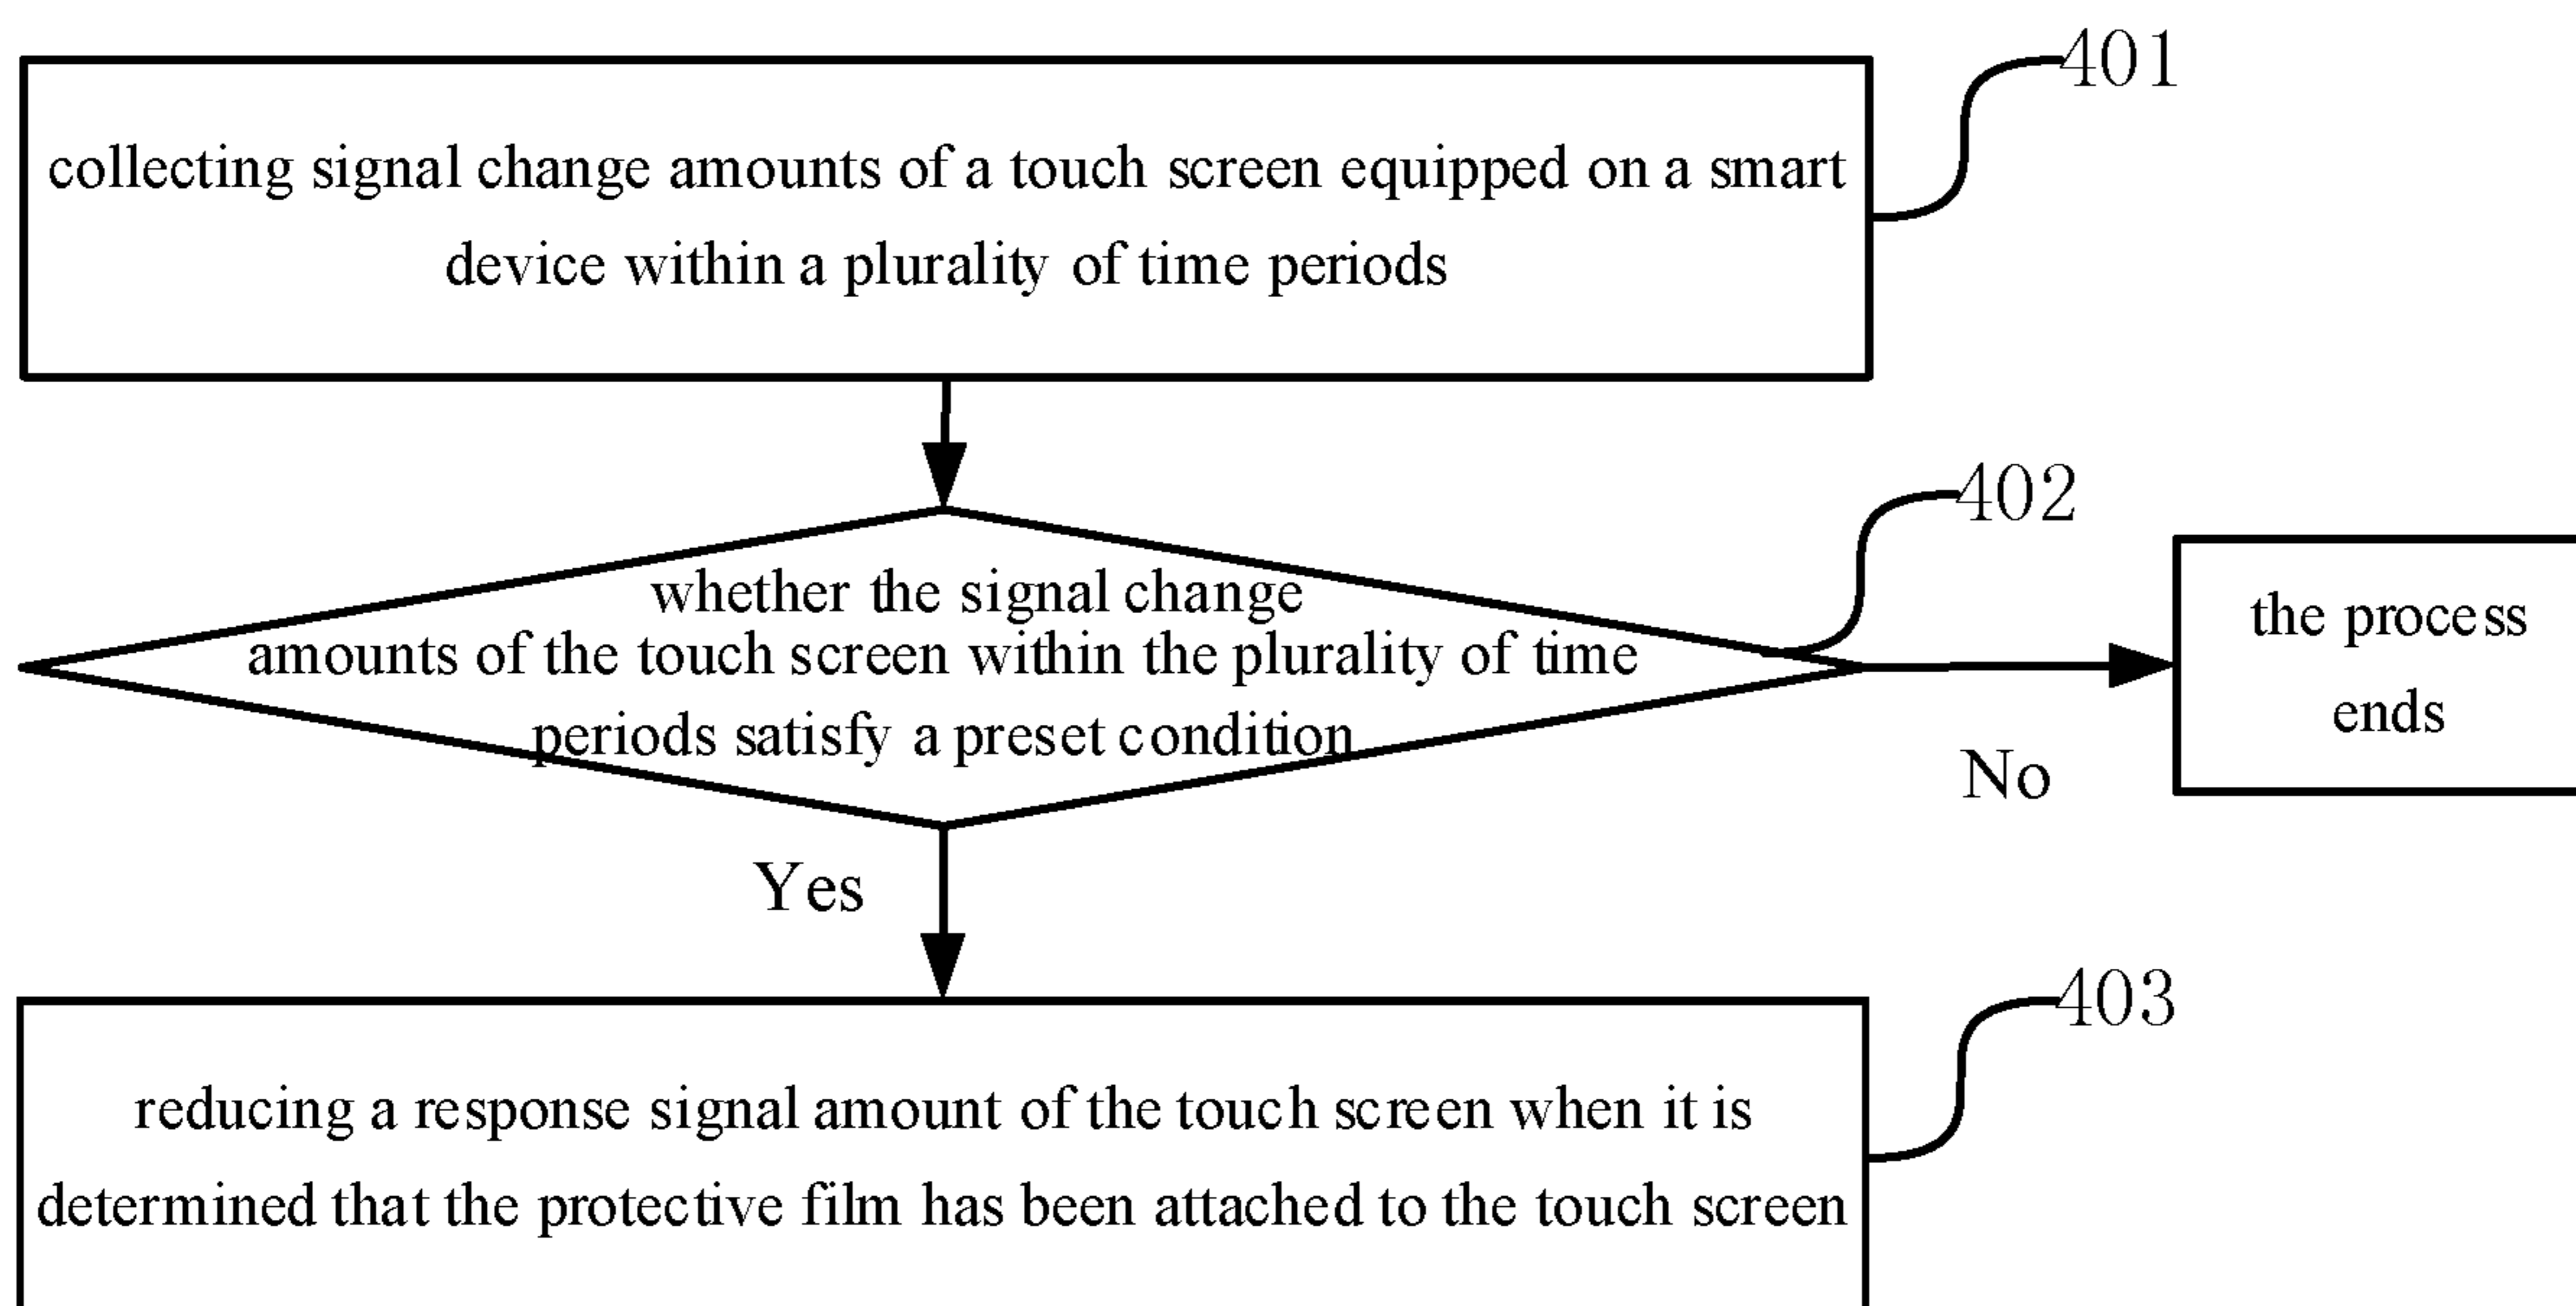 401
collecting signal change amounts of a touch screen equipped on a smart
device within a plurality of time periods
402
whether the signal change
amounts of the touch screen within the plurality of time
periods satisfy a preset condition
the process
ends
No
Yes
403
reducing a response signal amount of the touch screen when it is
determined that the protective film has been attached to the touch screen